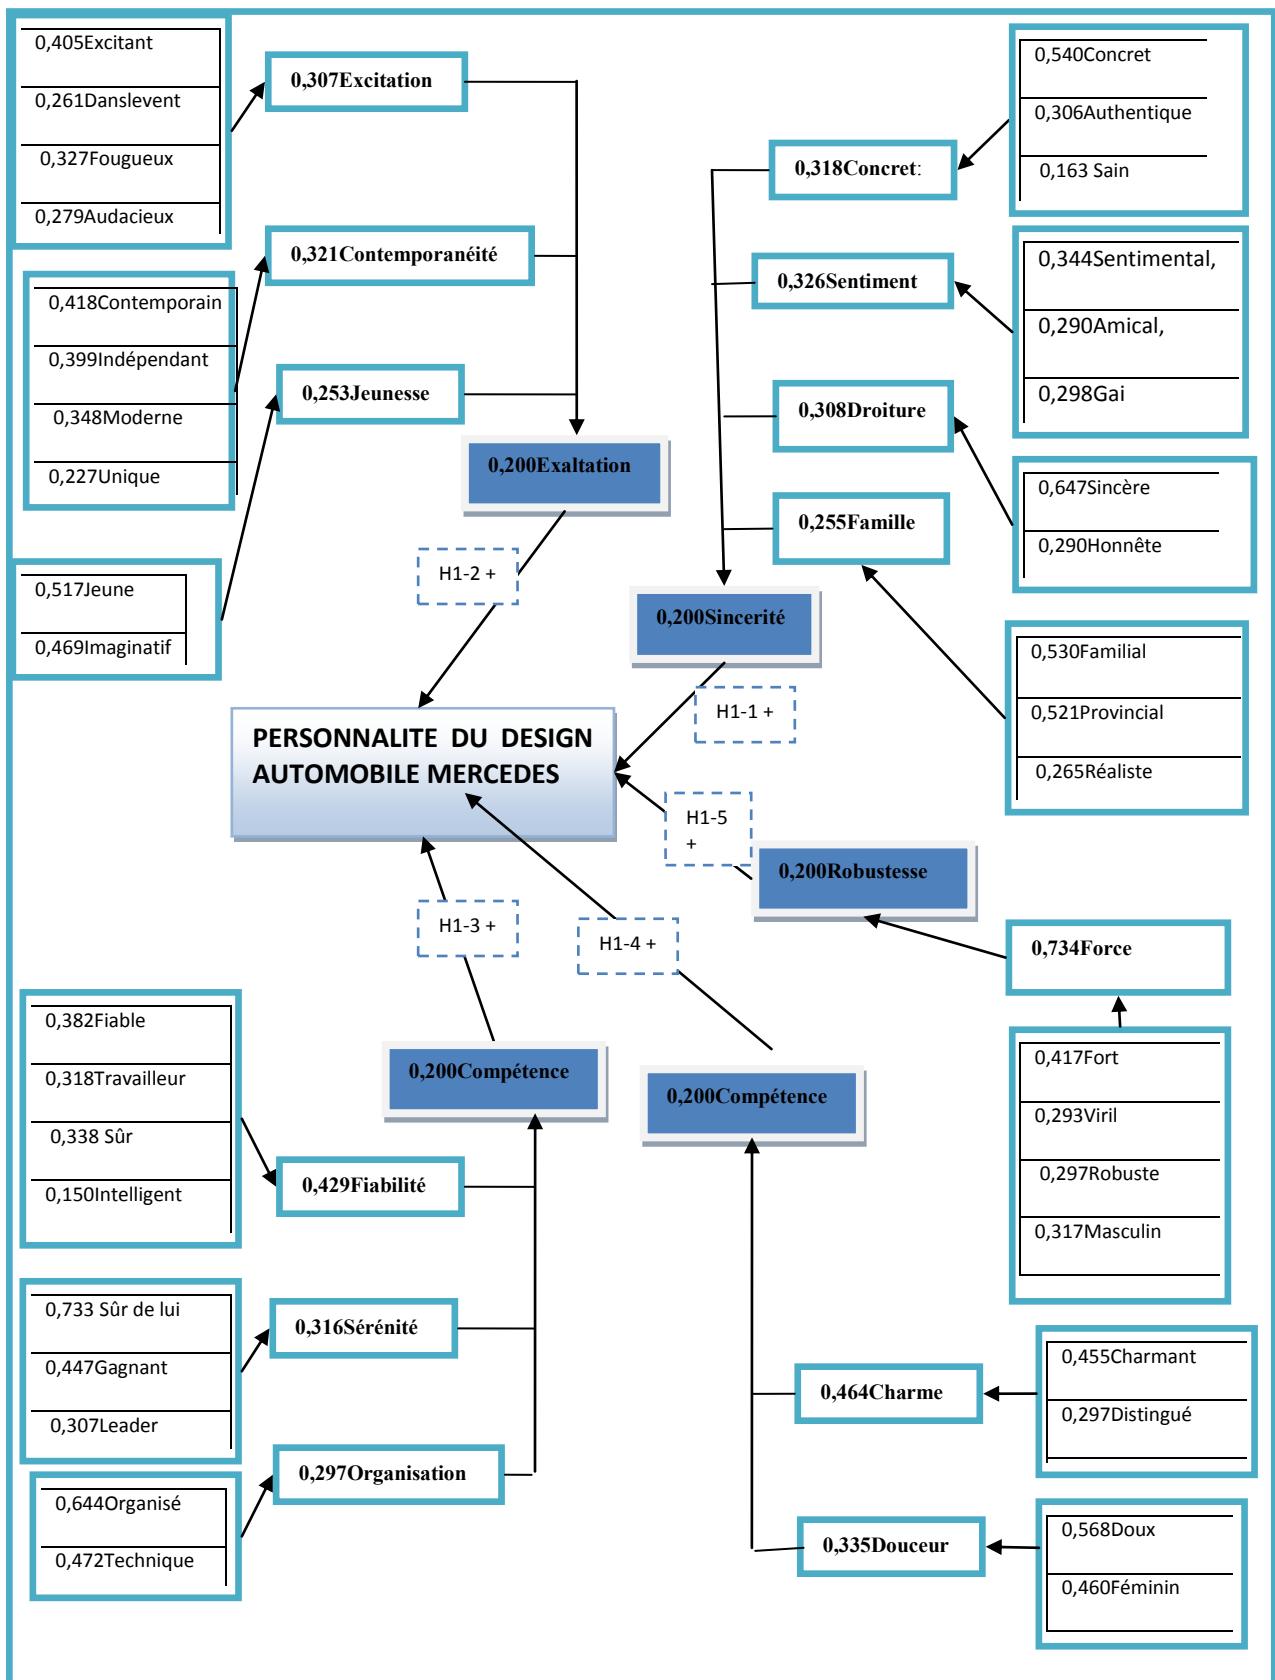 0,405Excitant
0,261Danslevent
0,327Fougueux
0,279Audacieux
0,307Excitation
0,418Contemporain
0,399Indépendant
0,348Moderne
0,227Unique
0,321Contemporanéité
0,517Jeune
0,469Imaginatif
0,253Jeunesse
0,200Exaltation
H1-2 +
0,540Concret
0,306Authentique
0,163 Sain
0,318Concret:
0,344Sentimental,
0,290Amical,
0,298Gai
0,326Sentiment
0,647Sincère
0,290Honnête
0,308Droiture
0,530Familial
0,521Provincial
0,265Réaliste
0,255Famille
0,200Sincerité
H1-1 +
PERSONNALITE DU DESIGN
AUTOMOBILE MERCEDES
H1-5
+
0,200Robustesse
0,734Force
0,417Fort
0,293Viril
0,297Robuste
0,317Masculin
H1-3 +
H1-4 +
0,200Compétence
0,200Compétence
0,382Fiable
0,318Travailleur
0,338 Sûr
0,150Intelligent
0,429Fiabilité
0,733 Sûr de lui
0,447Gagnant
0,307Leader
0,316Sérénité
0,644Organisé
0,472Technique
0,297Organisation
0,455Charmant
0,297Distingué
0,464Charme
0,568Doux
0,460Féminin
0,335Douceur